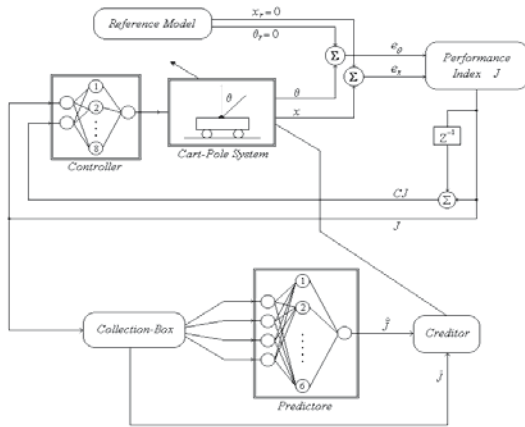 Reference Model
x_r=0
θ_r=0
Σ
Σ
e_θ
e_x
Performance
Index J
1
2
8
Controller
θ
Cart-Pole System
θ
x
Z⁻¹
Σ
CJ
J
Collection-Box
1
2
6
Predictore
Ĵ
Creditor